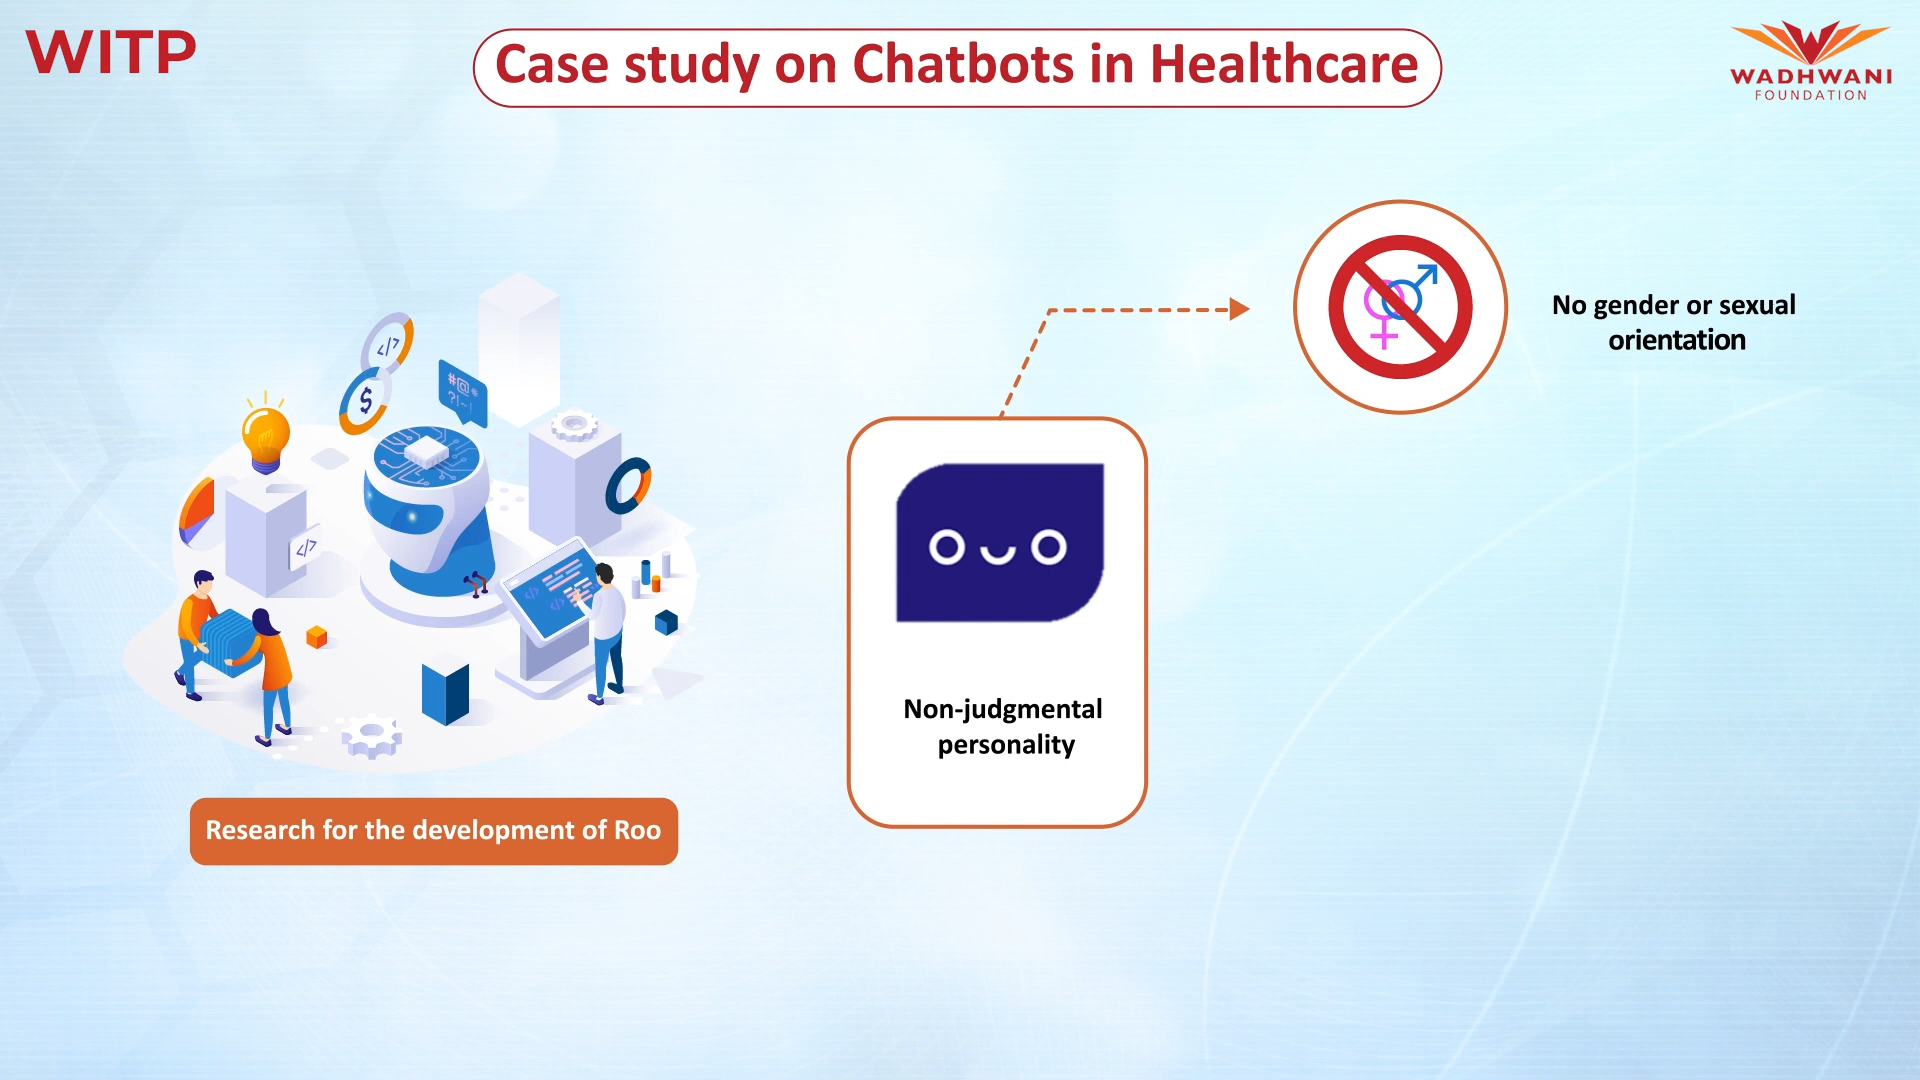 WITP
Case study on Chatbots in Healthcare
WADHWANI
FOUNDATION
</>
$
#@*
?!~|
</>
No gender or sexual
orientation
Non-judgmental
personality
Research for the development of Roo